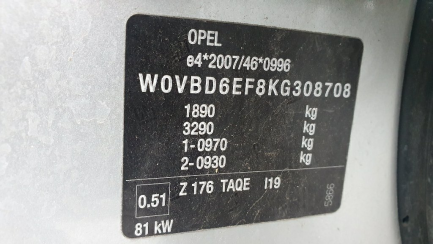 OPEL
e4*2007/46*0996
W0VBD6EF8KG308708
1890 kg
3290 kg
1-0970 kg
2-0930 kg
0.51 Z 176 TAQE I19
81 kW
S866